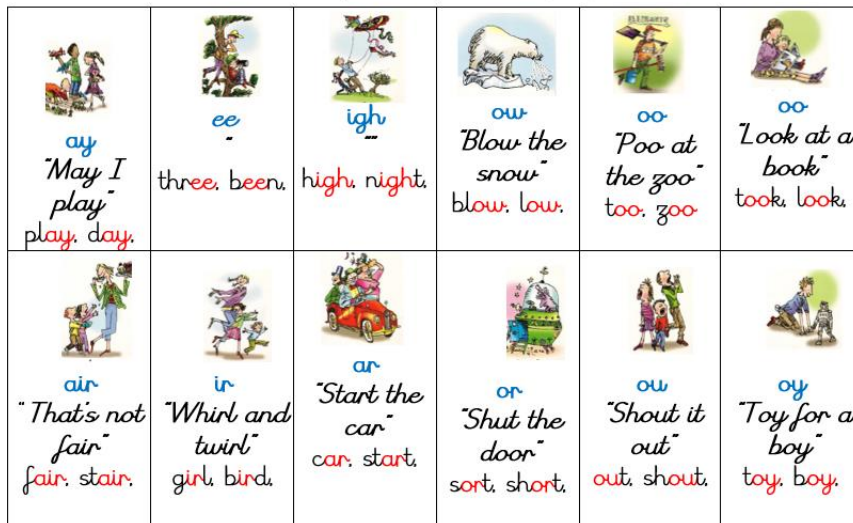 ay
"May I
play"
play, day,
ee
"
three, been,
igh
""
high, night,
ow
"Blow the
snow"
blow, low,
oo
"Poo at
the zoo"
too, zoo
oo
"Look at a
book"
took, look,
air
" That's not
fair"
fair, stair,
ir
"Whirl and
twirl"
girl, bird,
ar
"Start the
car"
car, start,
or
"Shut the
door"
sort, short,
ou
"Shout it
out"
out, shout,
oy
"Toy for a
boy"
toy, boy,